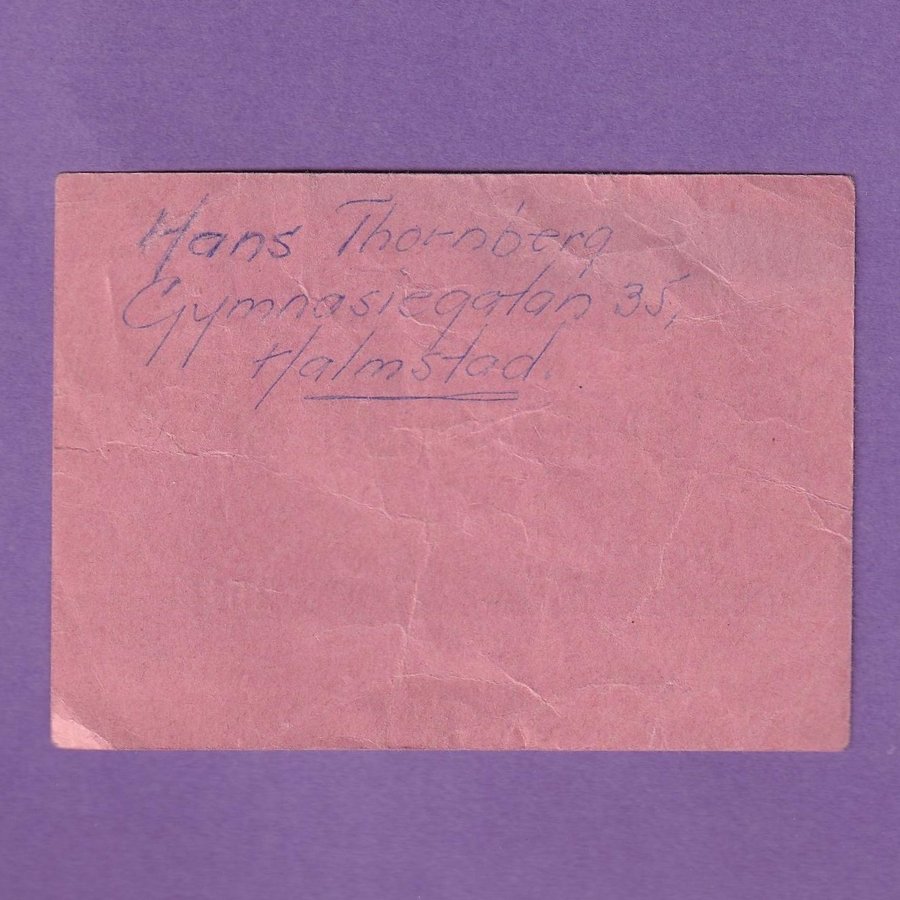 Hans Thornberg
Gymnasiegatan 35,
Halmstad.